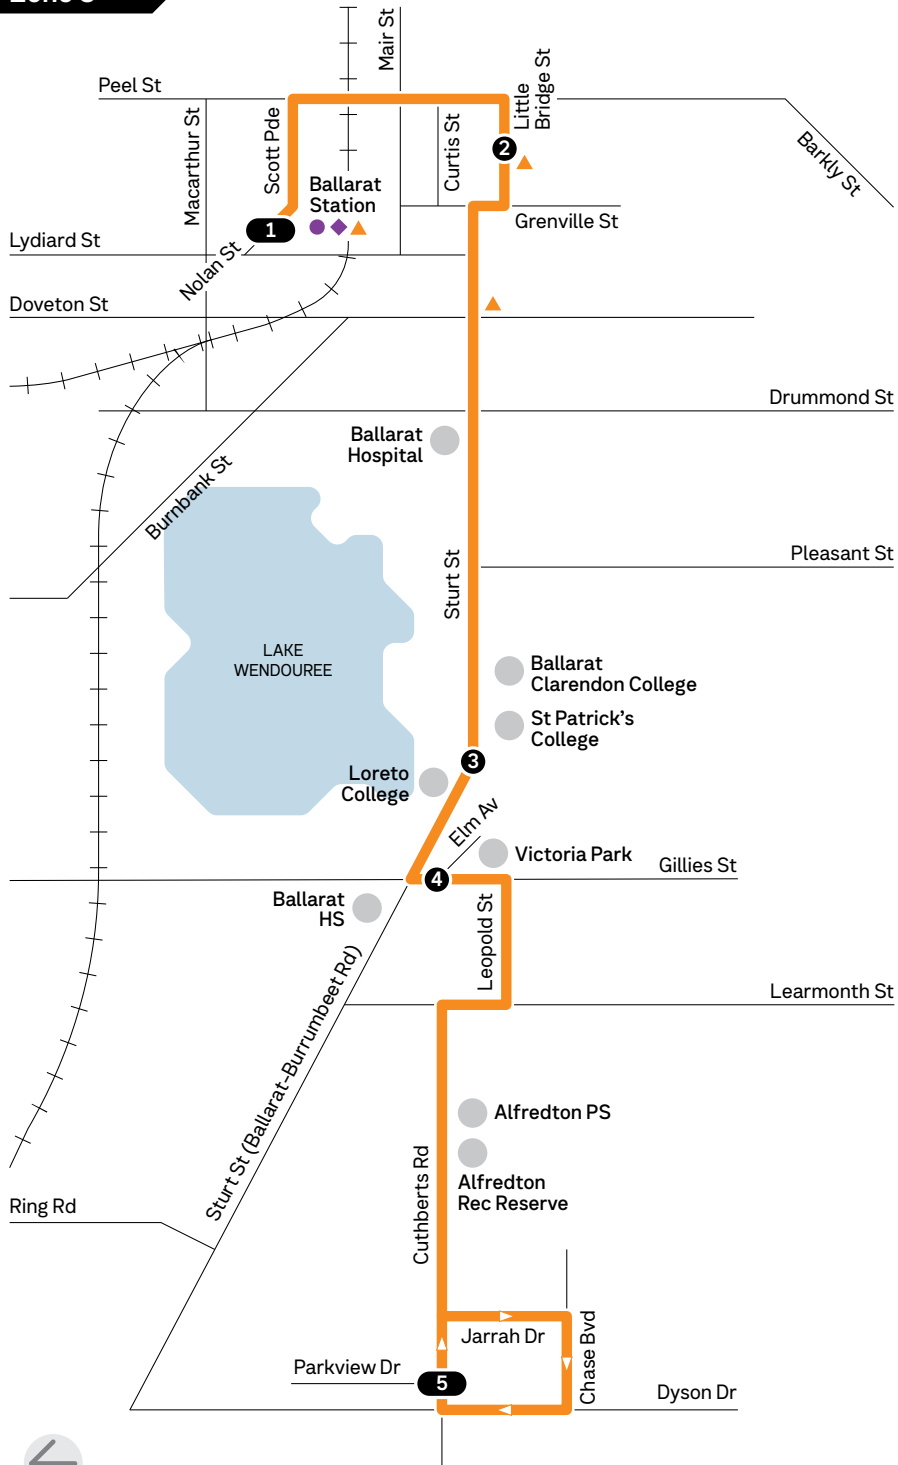 Peel St
Mair St
Little
Bridge St
Macarthur St
Scott Pde
Curtis St
Barkly St
2
Ballarat
Station
1
Grenville St
Lydiard St
Nolan St
Doveton St
Drummond St
Ballarat
Hospital
Burnbank St
Pleasant St
Sturt St
LAKE
WENDOUREE
Ballarat
Clarendon College
St Patrick's
College
3
Loreto
College
Elm Av
Victoria Park
Gillies St
4
Ballarat
HS
Leopold St
Learmonth St
Sturt St (Ballarat-Burrumbeet Rd)
Alfredton PS
Cuthberts Rd
Alfredton
Rec Reserve
Ring Rd
Jarrah Dr
Chase Bvd
Parkview Dr
5
Dyson Dr